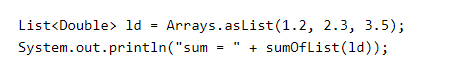 List<Double> ld = Arrays.asList(1.2, 2.3, 3.5);
System.out.println("sum = " + sumOfList(ld));